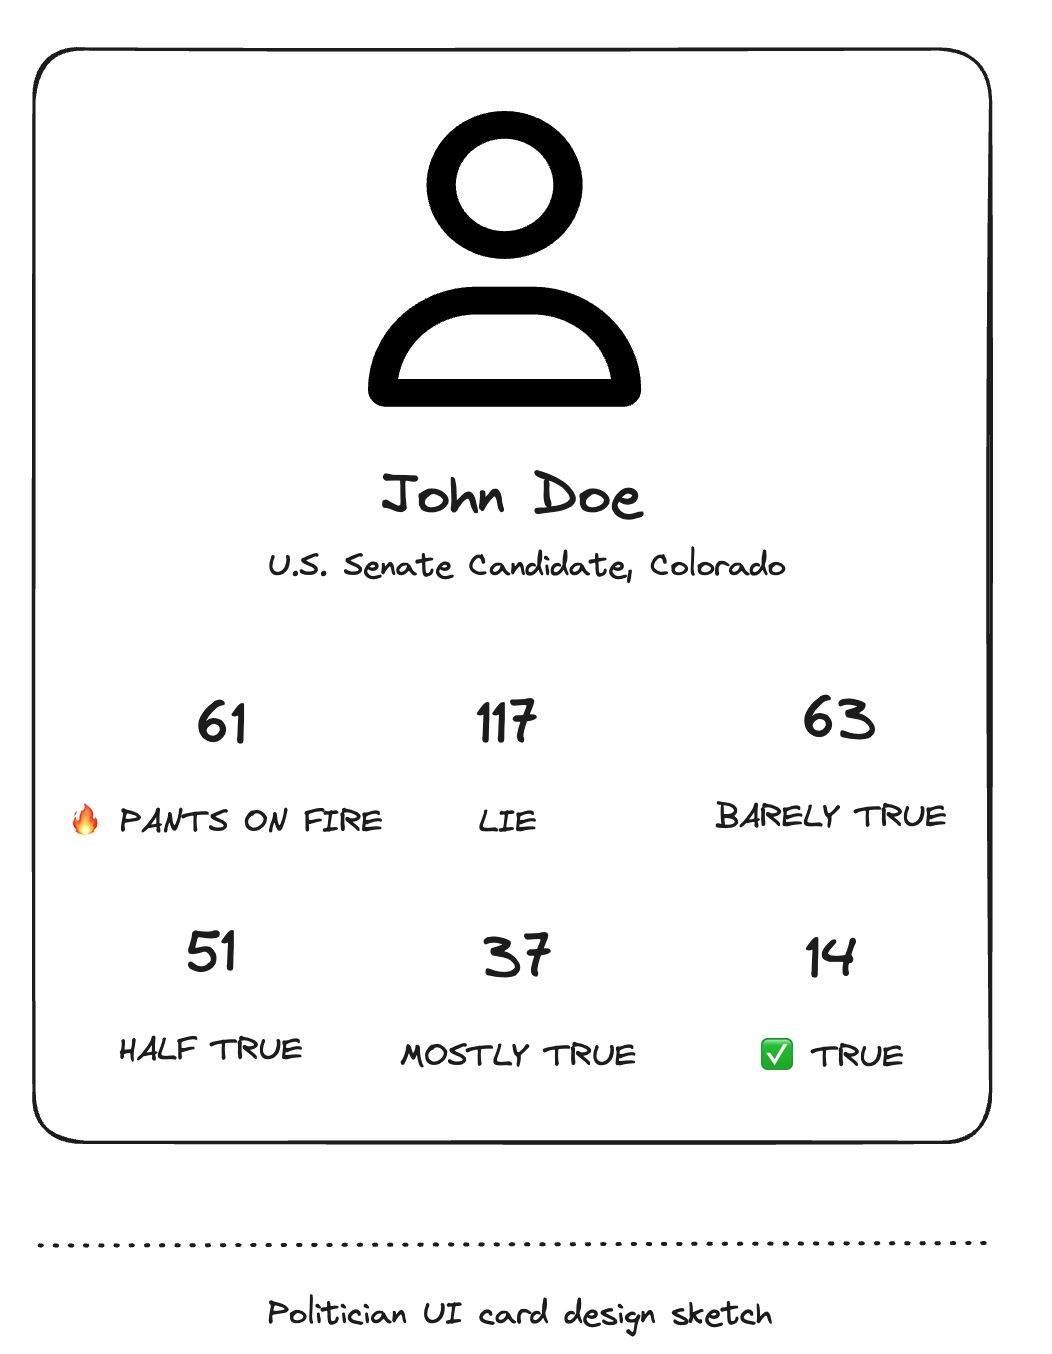 John Doe
U.S. Senate Candidate, Colorado
61 117 63
🔥 PANTS ON FIRE LIE BARELY TRUE
51 37 14
HALF TRUE MOSTLY TRUE ✅ TRUE
Politician UI card design sketch